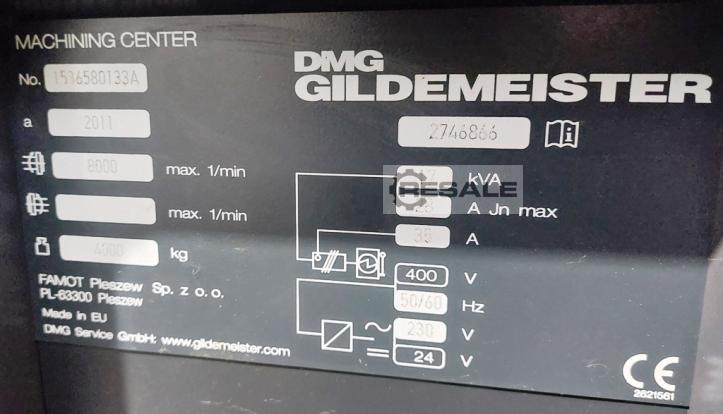 MACHINING CENTER
DMG
GILDEMEISTER
No. 1536580133A
a 2011
2746866
8000 max. 1/min
kVA
RESALE
max. 1/min
A Jn max
35 A
4000 kg
400 V
FAMOT Pleszew Sp. z o.o.
PL-63300 Pleszew
50/60 Hz
Made in EU
230 V
DMG Service GmbH: www.gildemeister.com
24 V
CE
2621561